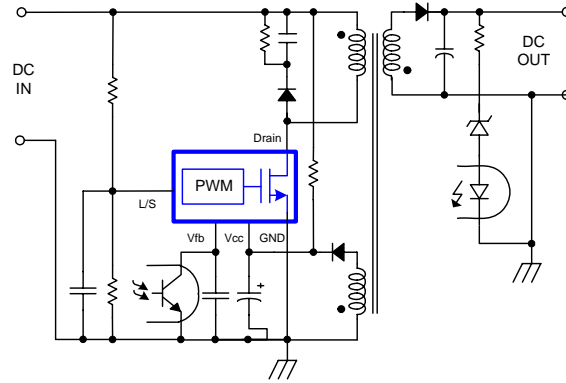 DC
IN
DC
OUT
Drain
PWM
L/S
Vfb
Vcc
GND
+